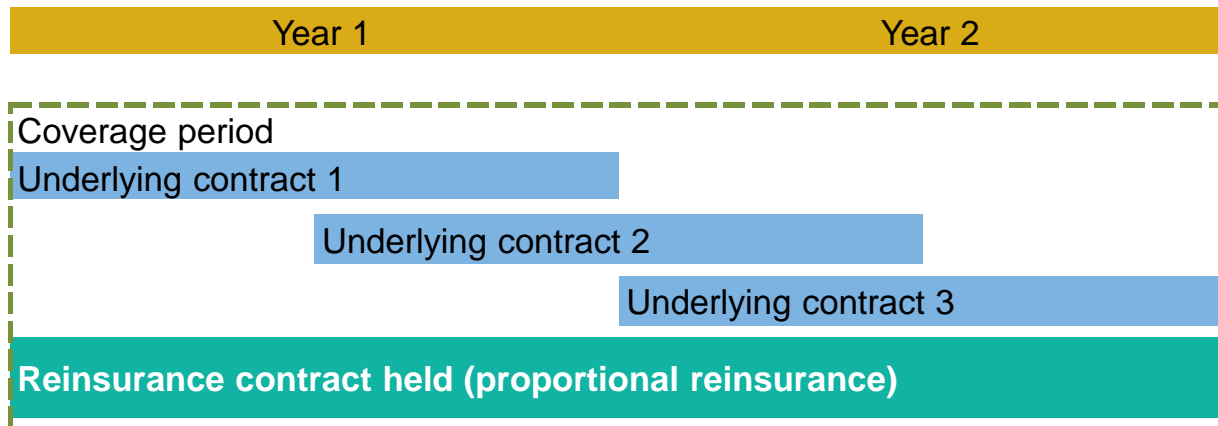 Year 1 Year 2
Coverage period
Underlying contract 1
Underlying contract 2
Underlying contract 3
Reinsurance contract held (proportional reinsurance)